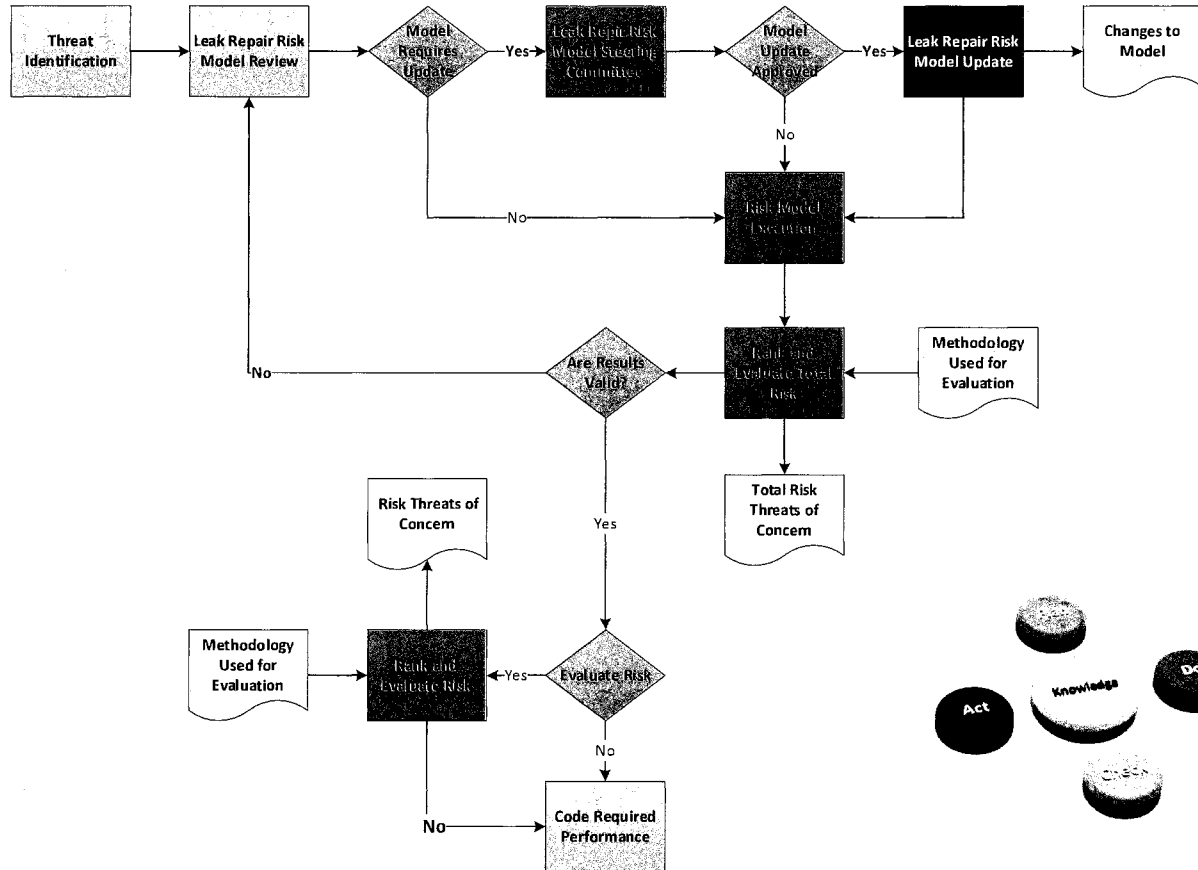 Threat
Identification
Leak Repair Risk
Model Review
Model
Requires
Update
Yes
Leak Repair Risk
Model Steering
Committee
Model
Update
Approved
Yes
Leak Repair Risk
Model Update
Changes to
Model
No
No
Risk Model
Execution
No
Are Results
Valid?
Rank and
Evaluate Total
Risk
Methodology
Used for
Evaluation
Risk Threats of
Concern
Yes
Total Risk
Threats of
Concern
Methodology
Used for
Evaluation
Rank and
Evaluate Risk
Yes
Evaluate Risk
Knowledge
Do
Act
Check
No
No
Code Required
Performance